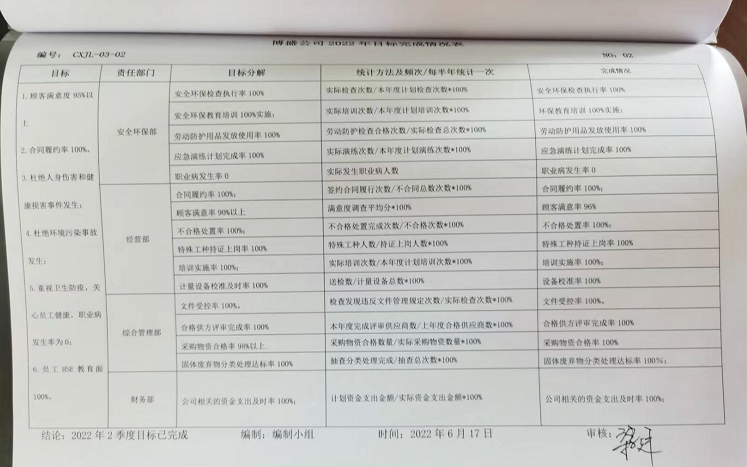 博盛公司 2022 年目标完成情况表
编号： CXJL-03-02 NO：02
目标 责任部门 目标分解 统计方法及频次/每半年统计一次 完成情况
1.顾客满意度 95%以
上
2.合同履约率 100%。
3.杜绝人身伤害和健
康损害事件发生；
4.杜绝环境污染事故
发生；
5.重视卫生防疫，关
心员工健康，职业病
发生率为0；
6.员工 HSE 教育面
100%。
安全环保部
安全环保检查执行率 100% 实际检查次数/本年度计划检查次数*100% 安全环保检查执行率 100%
安全环保教育培训 100%实施； 实际培训次数/本年度计划培训次数*100% 环保教育培训 100%实施；
劳动防护用品发放使用率 100% 劳动防护检查合格次数/实际检查总次数*100% 劳动防护用品发放使用率 100%
应急演练计划完成率 100% 实际演练次数/本年度计划演练次数*100% 应急演练计划完成率 100%
职业病发生率 0 实际发生职业病人数 职业病发生率 0
经营部
合同履约率 100%； 签约合同履行次数/不合同总数次数*100% 合同履约率 100%；
顾客满意率 90%以上 满意度调查平均分*100% 顾客满意率 96%
不合格处置率 100% 不合格处置完成次数/不合格次数*100% 不合格处置率 100%；
特殊工种持证上岗率 100% 特殊工种人数/持证上岗人数*100% 特殊工种持证上岗率 100%
培训实施率 100%； 实际培训次数/本年度计划培训次数*100% 培训实施率 100%；
计量设备校准及时率 100% 送检数/计量设备总数*100% 设备校准率 100%
综合管理部
文件受控率 100%。 检查发现违反文件管理规定次数/实际检查次数*100% 文件受控率 100%。
合格供方评审完成率 100% 本年度完成评审供应商数/上年度合格供应商数*100% 合格供方评审完成率 100%
采购物资合格率 98%以上 采购物资合格数量/实际采购物资数量*100% 采购物资合格率 100%
固体废弃物分类处理达标率 100% 抽查分类处理完成/抽查总次数*100% 固体废弃物分类处理达标率 100%；
财务部
公司相关的资金支出及时率 100%； 计划资金支出金额/实际资金支出金额*100% 公司相关的资金支出及时率 100%；
结论：2022 年 2 季度目标已完成 编制：编制小组 时间：2022 年 6 月 17 日 审核：